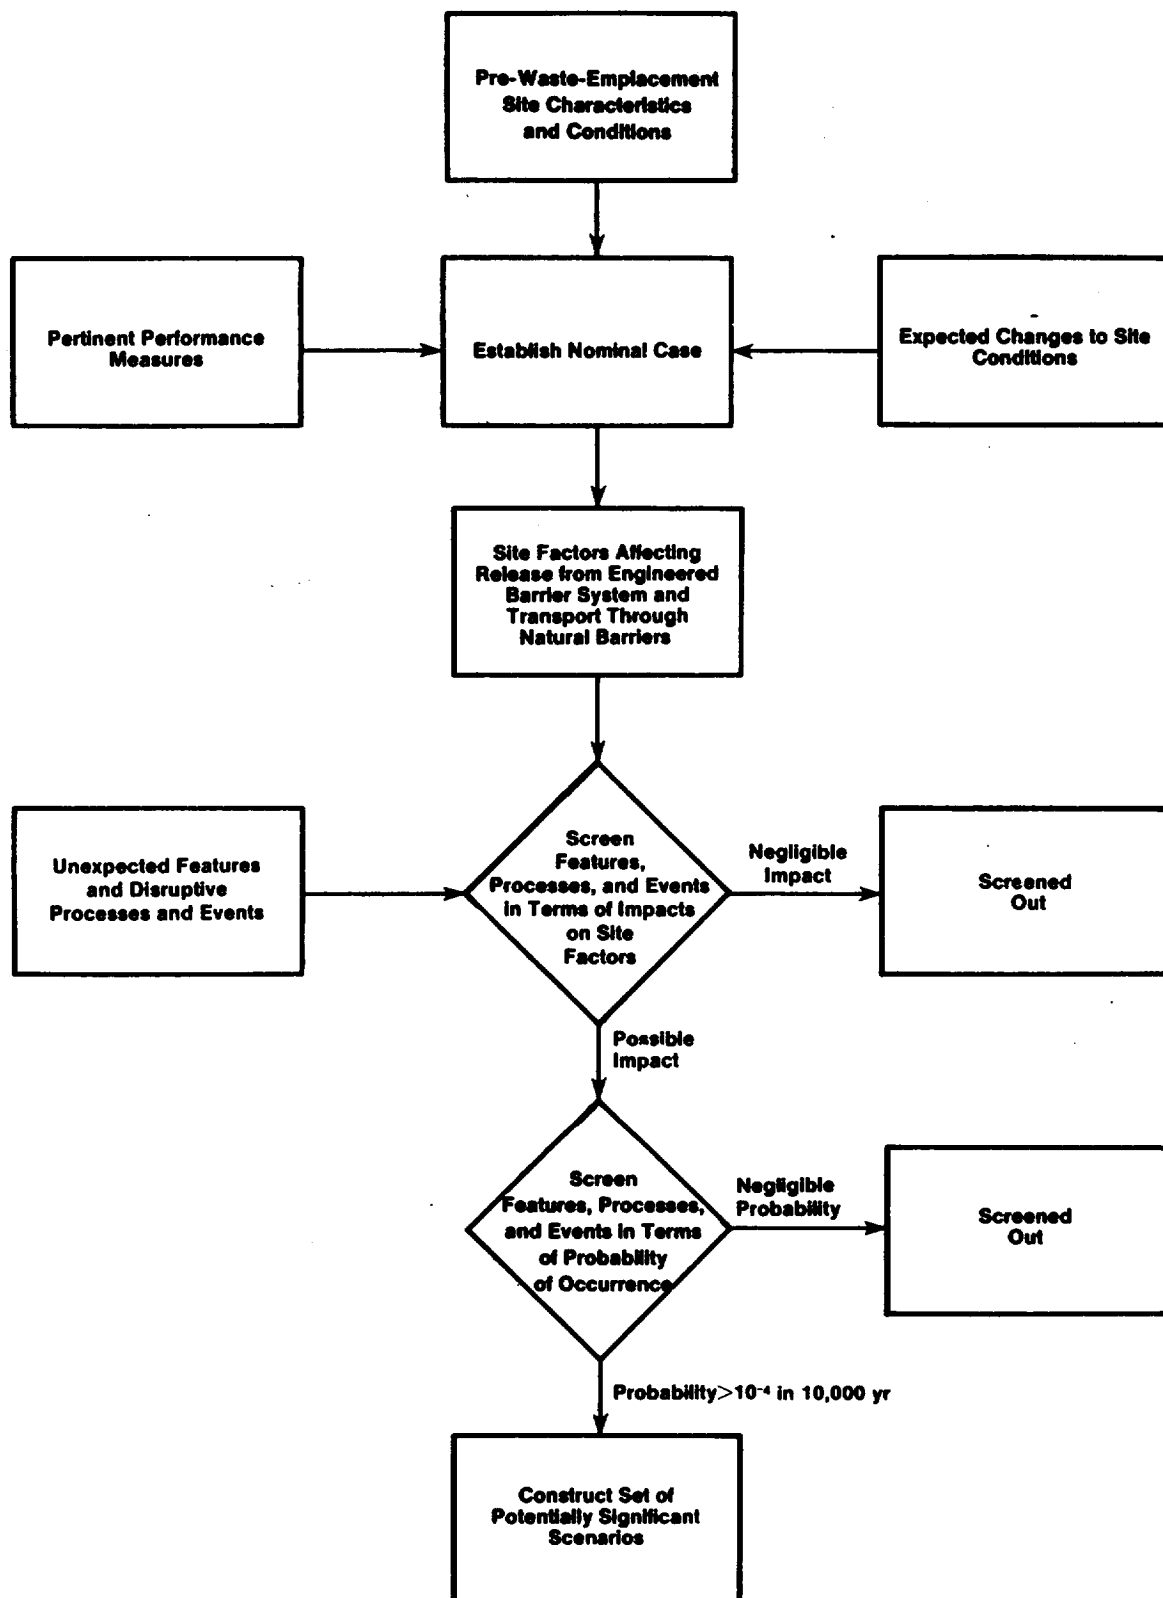 Pre-Waste-Emplacement
Site Characteristics
and Conditions
Pertinent Performance
Measures
Establish Nominal Case
Expected Changes to Site
Conditions
Site Factors Affecting
Release from Engineered
Barrier System and
Transport Through
Natural Barriers
Unexpected Features
and Disruptive
Processes and Events
Screen
Features,
Processes, and Events
in Terms of Impacts
on Site
Factors
Negligible
Impact
Screened
Out
Possible
Impact
Screen
Features, Processes,
and Events in Terms
of Probability
of Occurrence
Negligible
Probability
Screened
Out
Probability>10⁻⁴ in 10,000 yr
Construct Set of
Potentially Significant
Scenarios